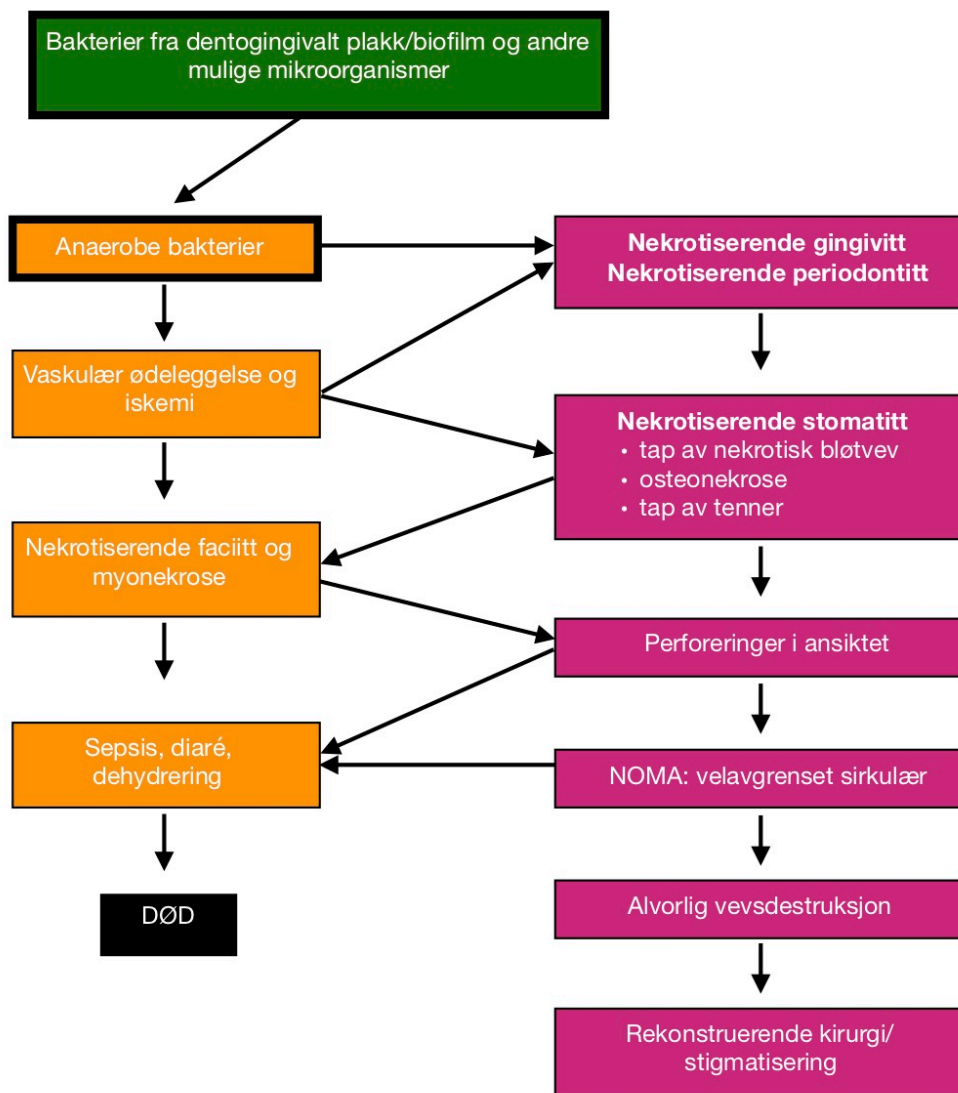 Bakterier fra dentogingivalt plakk/biofilm og andre
mulige mikroorganismer
Anaerobe bakterier
Nekrotiserende gingivitt
Nekrotiserende periodontitt
Vaskulær ødeleggelse og
iskemi
Nekrotiserende stomatitt
• tap av nekrotisk bløtvev
• osteonekrose
• tap av tenner
Nekrotiserende faciitt og
myonekrose
Perforeringer i ansiktet
Sepsis, diaré,
dehydrering
NOMA: velavgrenset sirkulær
DØD
Alvorlig vevsdestruksjon
Rekonstruerende kirurgi/
stigmatisering